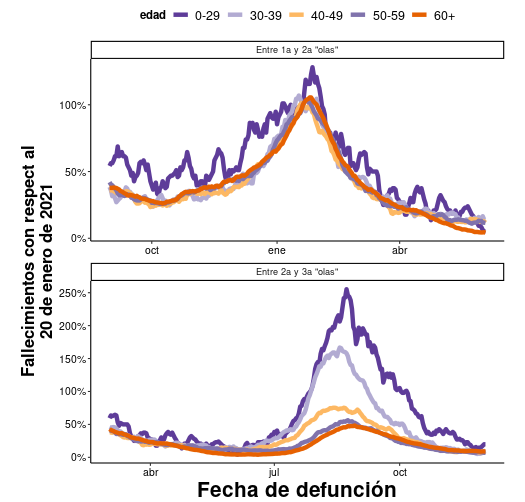 edad 0-29 30-39 40-49 50-59 60+
Entre 1a y 2a "olas"
100%
50%
0%
oct ene abr
Entre 2a y 3a "olas"
250%
200%
150%
100%
50%
0%
abr jul oct
Fallecimientos con respect al
20 de enero de 2021
Fecha de defunción